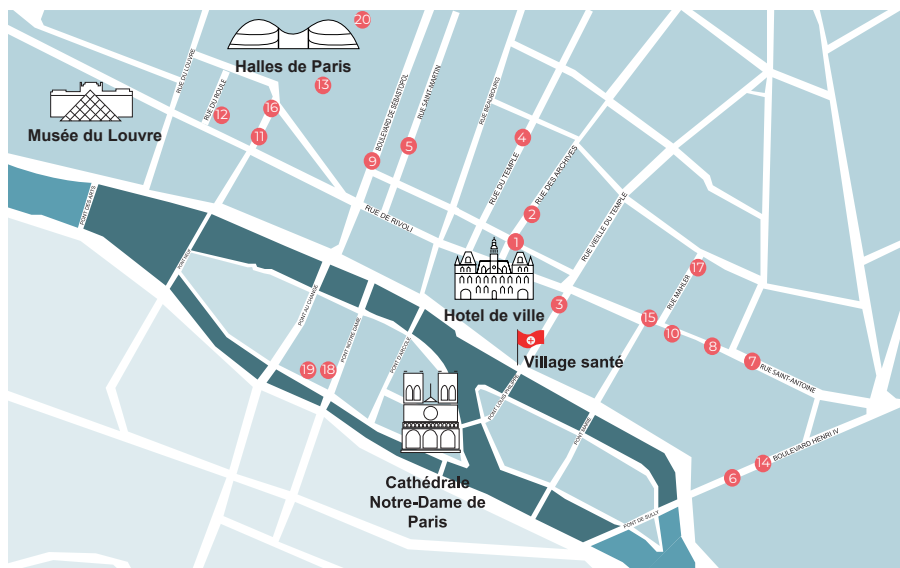 20
Halles de Paris
13
RUE DU LOUVRE
RUE DU ROULE
Musée du Louvre
12
16
11
BOULEVARD DE SÉBASTOPOL
RUE SAINT-MARTIN
RUE BEAUBOURG
9
5
4
RUE DU TEMPLE
RUE DES ARCHIVES
2
1
RUE VIEILLE DU TEMPLE
PONT DES ARTS
RUE DE RIVOLI
PONT NEUF
Hotel de ville
3
17
RUE MAHLER
15
10
8
7
RUE SAINT-ANTOINE
Village santé
PONT AU CHANGE
PONT NOTRE DAME
PONT D'ARCOLE
PONT LOUIS PHILIPPE
PONT MARIE
19
18
Cathédrale
Notre-Dame de
Paris
BOULEVARD HENRI IV
14
6
PONT DE SULLY